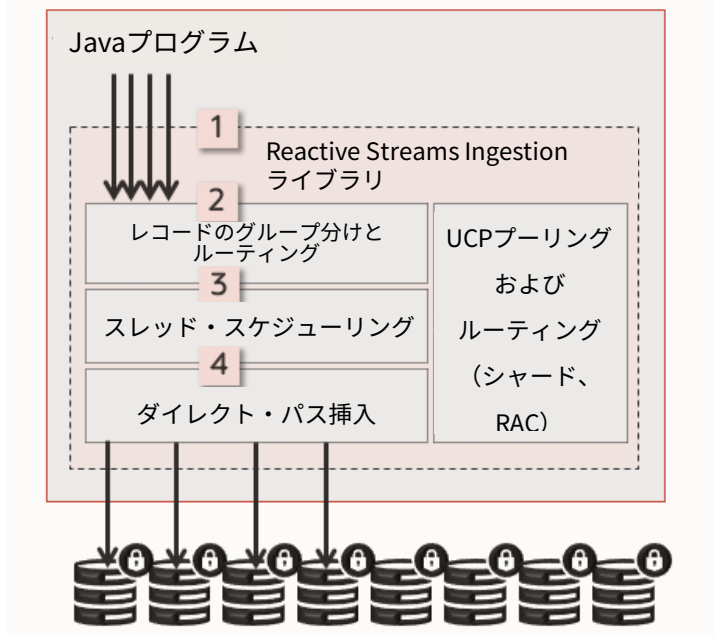 Javaプログラム
1
Reactive Streams Ingestion
ライブラリ
2
レコードのグループ分けと
ルーティング
3
スレッド・スケジューリング
4
ダイレクト・パス挿入
UCPプーリング
および
ルーティング
（シャード、
RAC）